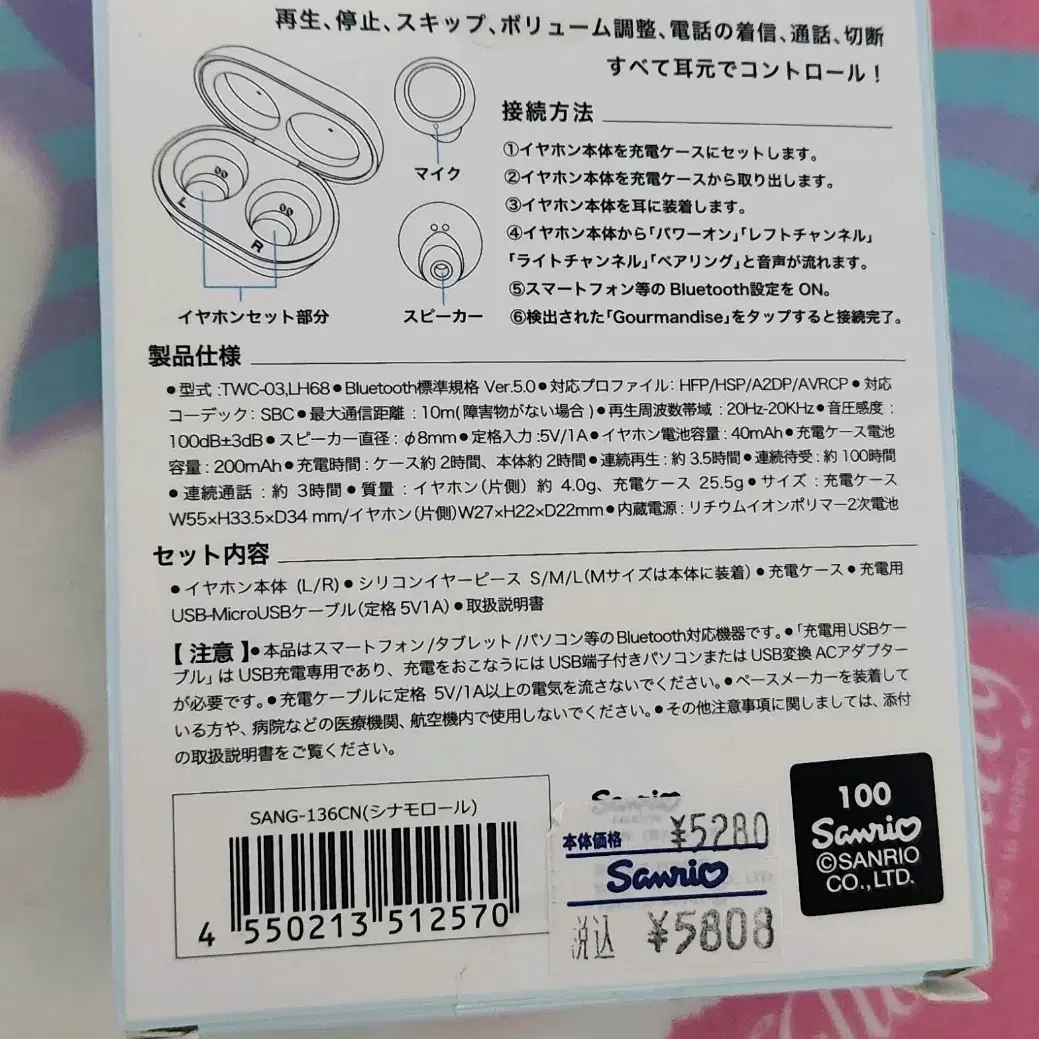 再生、停止、スキップ、ボリューム調整、電話の着信、通話、切断
すべて耳元でコントロール!
マイク
L
R
イヤホンセット部分
スピーカー
接続方法
①イヤホン本体を充電ケースにセットします。
②イヤホン本体を充電ケースから取り出します。
③イヤホン本体を耳に装着します。
④イヤホン本体から「パワーオン」「レフトチャンネル」
「ライトチャンネル」「ペアリング」と音声が流れます。
⑤スマートフォン等の Bluetooth設定を ON。
⑥検出された「Gourmandise」をタップすると接続完了。
製品仕様
●型式:TWC-03,LH68●Bluetooth標準規格 Ver.5.0●対応プロファイル: HFP/HSP/A2DP/AVRCP●対応
コーデック: SBC●最大通信距離 : 10m(障害物がない場合)●再生周波数帯域 : 20Hz-20KHz●音圧感度 :
100dB±3dB●スピーカー直径: φ8mm●定格入力:5V/1A●イヤホン電池容量: 40mAh●充電ケース電池
容量 : 200mAh●充電時間 : ケース約 2時間、本体約 2時間●連続再生 : 約 3.5時間●連続待受: 約 100時間
●連続通話 : 約 3時間●質量 : イヤホン(片側) 約 4.0g、充電ケース 25.5g●サイズ : 充電ケース
W55×H33.5×D34 mm/イヤホン(片側)W27×H22×D22mm●内蔵電源 : リチウムイオンポリマー2次電池
セット内容
●イヤホン本体 (L/R)●シリコンイヤーピース S/M/L(Mサイズは本体に装着)●充電ケース●充電用
USB-MicroUSBケーブル(定格 5V1A)●取扱説明書
【注意】●本品はスマートフォン/タブレット/パソコン等のBluetooth対応機器です。●「充電用USBケー
ブル」は USB充電専用であり、充電をおこなうには USB端子付きパソコンまたは USB変換 ACアダプター
が必要です。●充電ケーブルに定格 5V/1A以上の電気を流さないでください。●ペースメーカーを装着して
いる方や、病院などの医療機関、航空機内で使用しないでください。●その他注意事項に関しましては、添付
の取扱説明書をご覧ください。
SANG-136CN(シナモロール)
4 550213 512570
Sanrio
本体価格 ¥5280
Sanrio
税込 ¥5808
100
Sanrio
©SANRIO
CO., LTD.